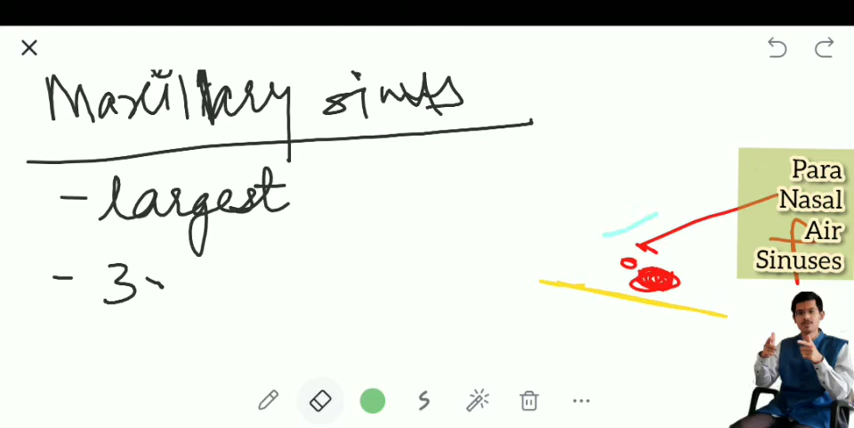 Maxillary sinus
- largest
- 3
Para
Nasal
Air
Sinuses